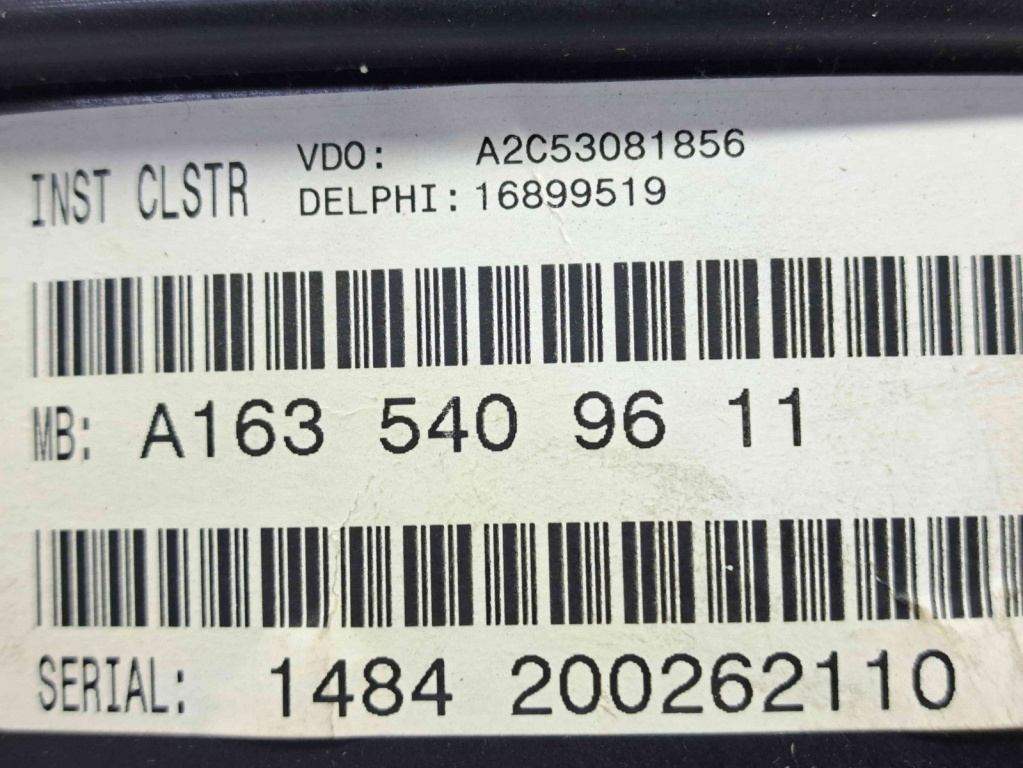 INST CLSTR
VDO: A2C53081856
DELPHI: 16899519
MB: A163 540 96 11
SERIAL: 1484 200262110